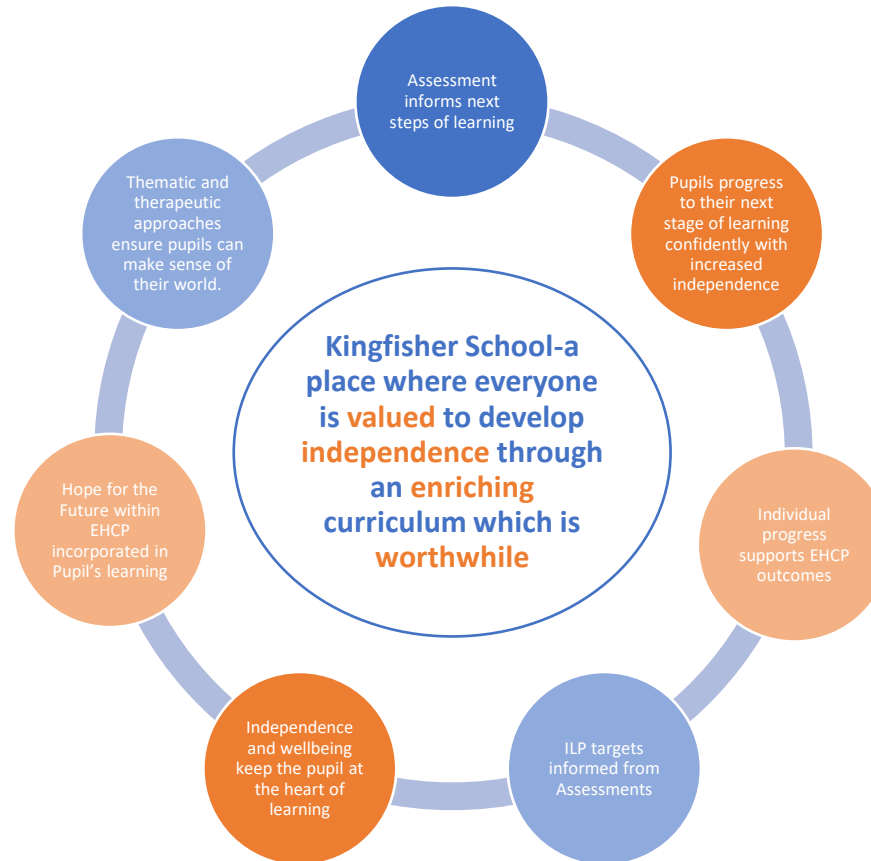 Assessment
informs next
steps of learning
Pupils progress
to their next
stage of learning
confidently with
increased
independence
Individual
progress
supports EHCP
outcomes
ILP targets
informed from
Assessments
Independence
and wellbeing
keep the pupil at
the heart of
learning
Hope for the
Future within
EHCP
incorporated in
Pupil's learning
Thematic and
therapeutic
approaches
ensure pupils can
make sense of
their world.
Kingfisher School-a
place where everyone
is valued to develop
independence through
an enriching
curriculum which is
worthwhile